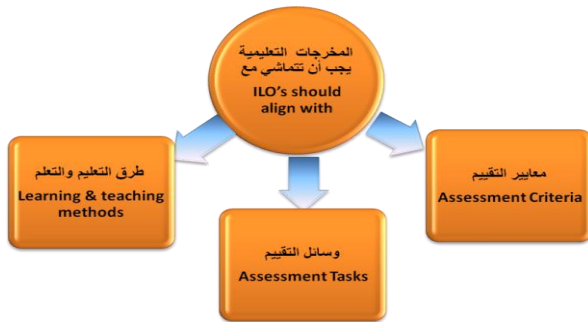 المخرجات التعليمية
يجب أن تتماشي مع
ILO's should
align with
طرق التعليم والتعلم
Learning & teaching
methods
وسائل التقييم
Assessment Tasks
معايير التقييم
Assessment Criteria